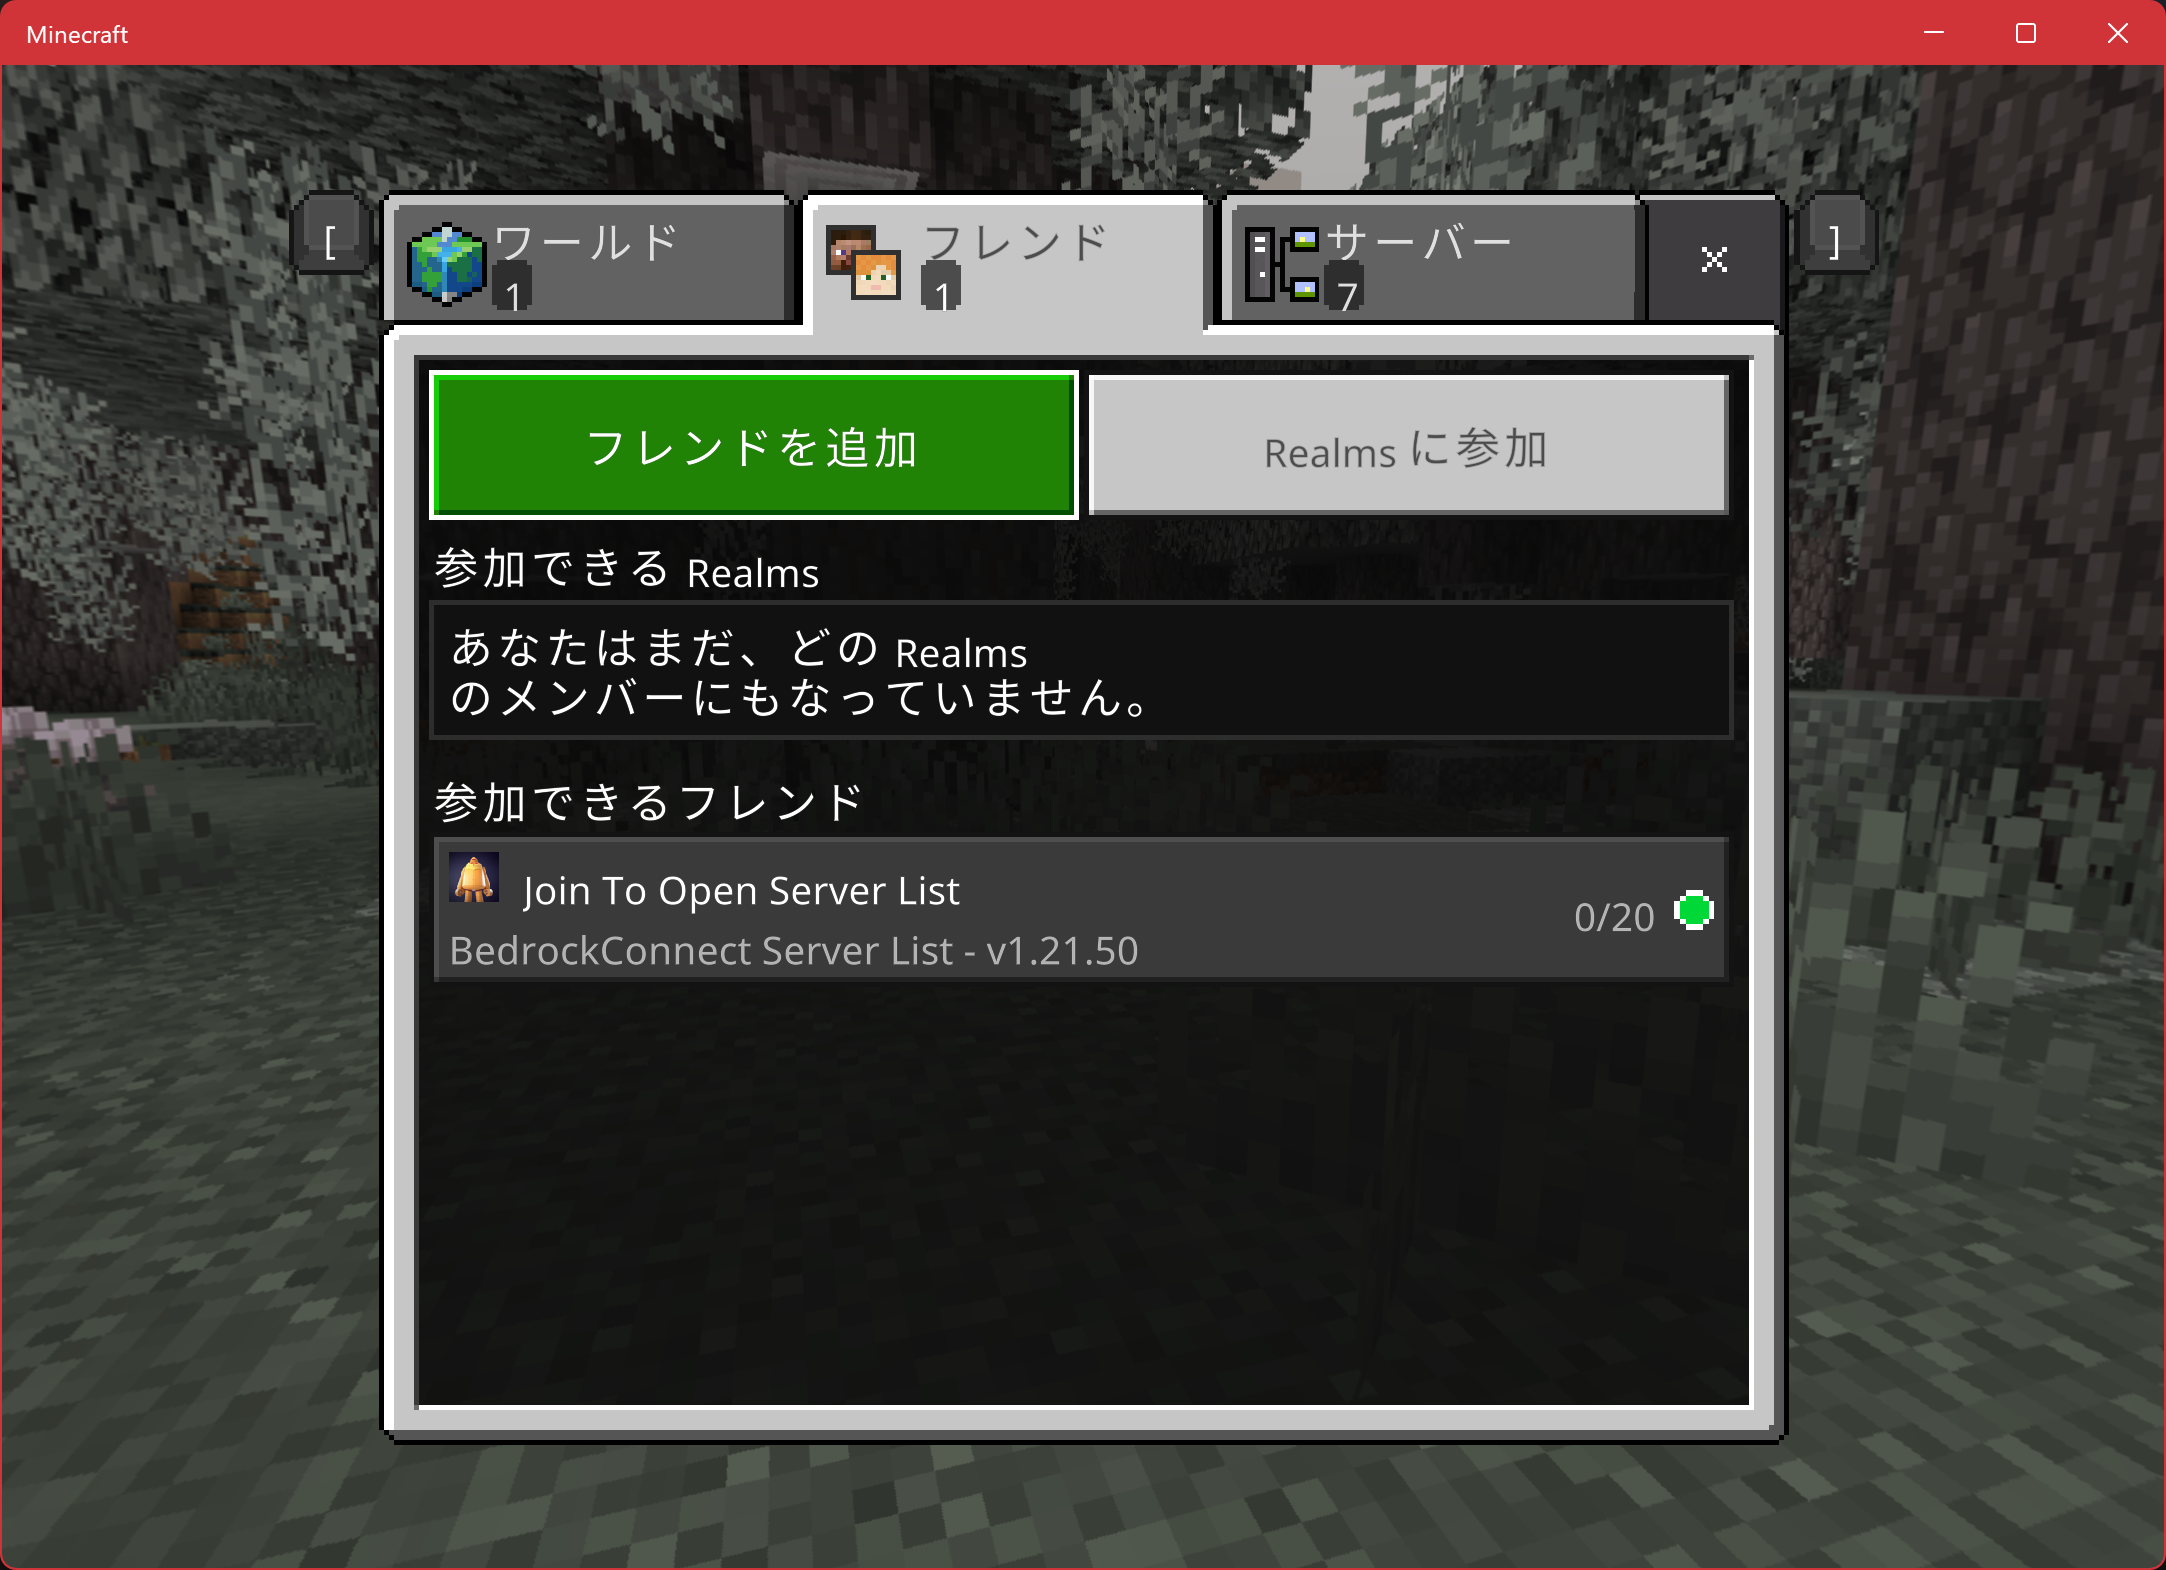 Minecraft
[
ワールド
1
フレンド
1
サーバー
7
]
フレンドを追加
Realms に参加
参加できる Realms
あなたはまだ、どの Realms
のメンバーにもなっていません。
参加できるフレンド
Join To Open Server List
0/20
BedrockConnect Server List - v1.21.50